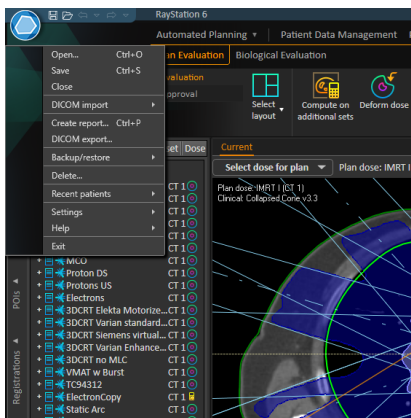 RayStation 6
Automated Planning
Patient Data Management
Open... Ctrl+O
Save Ctrl+S
Close
DICOM import
Create report... Ctrl+P
DICOM export...
Backup/restore
Delete...
Recent patients
Settings
Help
Exit
Evaluation
Biological Evaluation
Select layout
Compute on additional sets
Deform dose
Dose
Current
Select dose for plan
Plan dose: IMRT I
Plan dose: IMRT I (CT 1)
Clinical: Collapsed Cone v3.3
CT 1
CT 1
CT 1
CT 1
CT 1
CT 1
MCO CT 1
Proton DS CT 1
Protons US CT 1
Electrons CT 1
3DCRT Elekta Motorize... CT 1
3DCRT Varian standard... CT 1
3DCRT Siemens virtual... CT 1
3DCRT Varian Enhance... CT 1
3DCRT no MLC CT 1
VMAT w Burst CT 1
TC94312 CT 1
ElectronCopy CT 1
Static Arc CT 1
POIs
Registrations